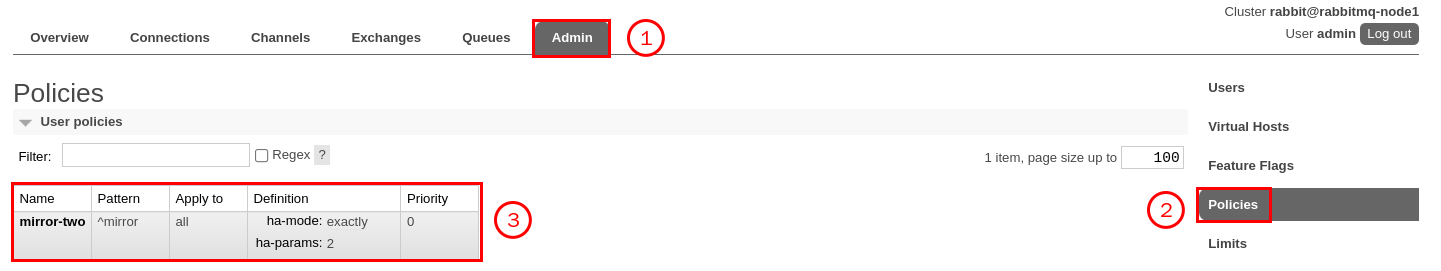 Cluster rabbit@rabbitmq-node1
User admin Log out
Overview Connections Channels Exchanges Queues Admin 1
Policies
User policies
Filter: Regex ? 1 item, page size up to 100
Name Pattern Apply to Definition Priority
mirror-two ^mirror all ha-mode: exactly 0
ha-params: 2
3
Users
Virtual Hosts
Feature Flags
2 Policies
Limits